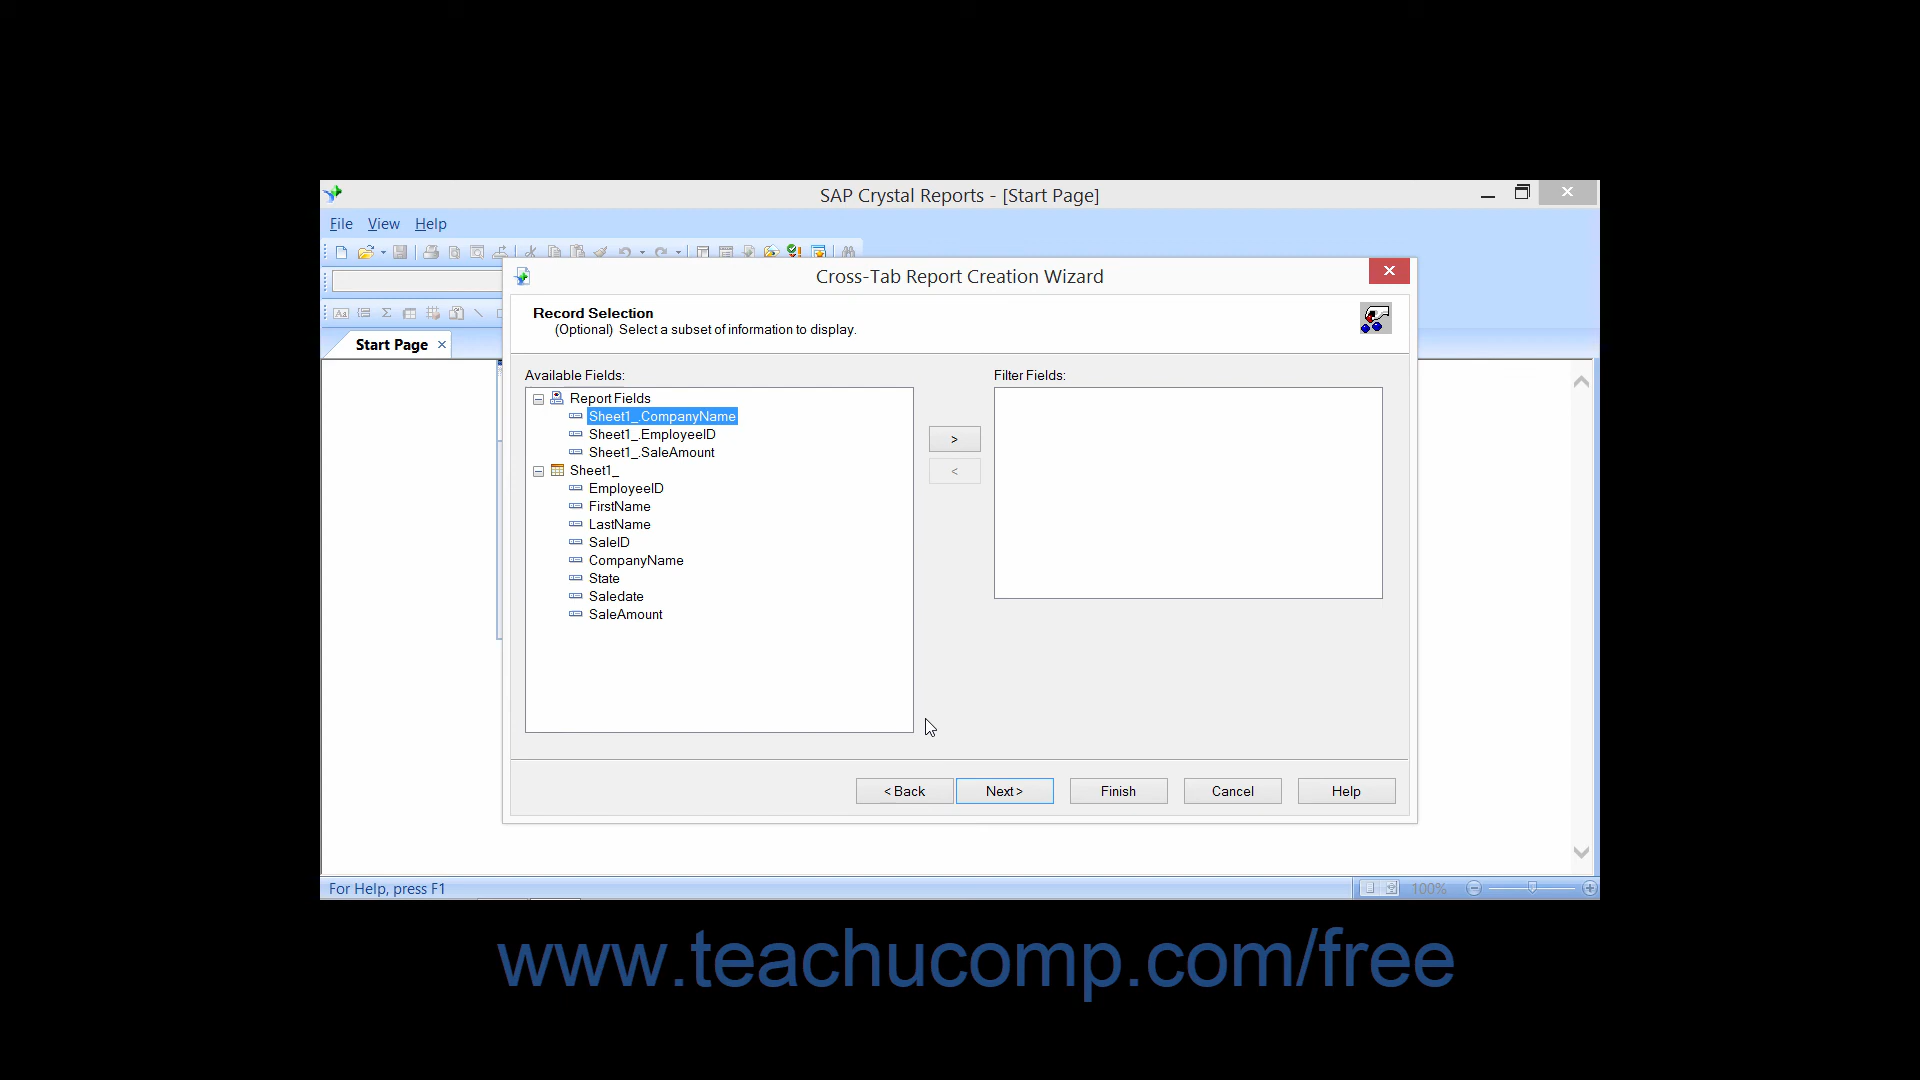 SAP Crystal Reports - [Start Page]
File View Help
Cross-Tab Report Creation Wizard
Record Selection
(Optional) Select a subset of information to display.
Start Page
Available Fields:
Filter Fields:
Report Fields
Sheet1_.CompanyName
Sheet1_.EmployeeID
Sheet1_.SaleAmount
Sheet1_
EmployeeID
FirstName
LastName
SaleID
CompanyName
State
Saledate
SaleAmount
>
<
< Back Next > Finish Cancel Help
For Help, press F1
100%
www.teachucomp.com/free